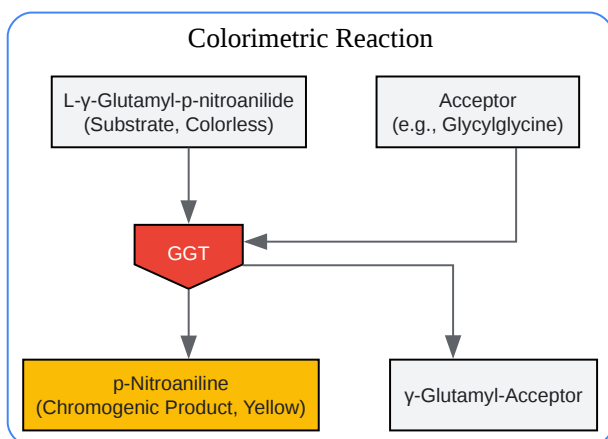 Colorimetric Reaction
L-γ-Glutamyl-p-nitroanilide
(Substrate, Colorless)
Acceptor
(e.g., Glycylglycine)
GGT
p-Nitroaniline
(Chromogenic Product, Yellow)
γ-Glutamyl-Acceptor